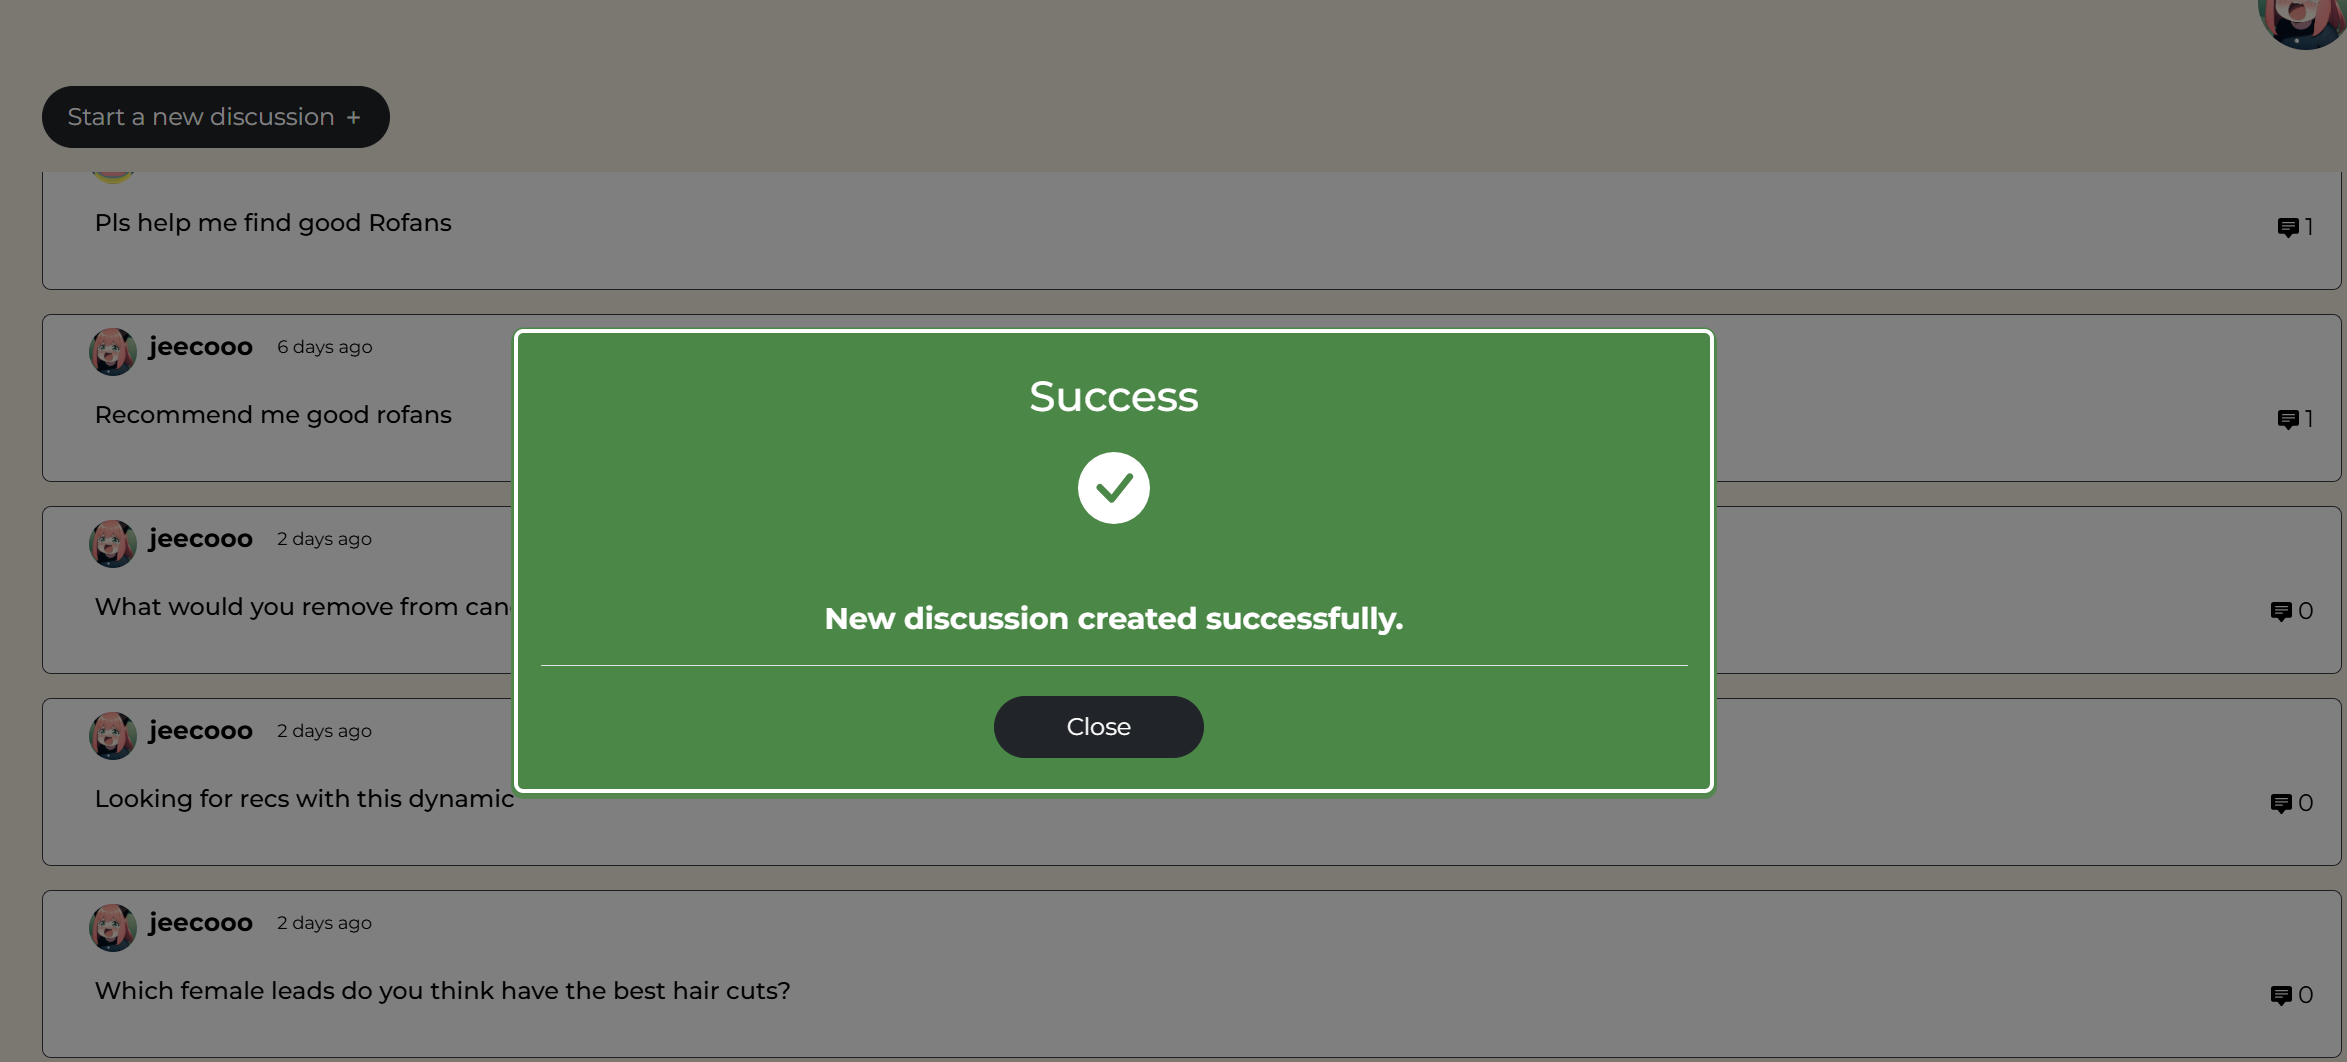 Start a new discussion +
Pls help me find good Rofans
1
jeecooo 6 days ago
Recommend me good rofans
1
jeecooo 2 days ago
What would you remove from
0
jeecooo 2 days ago
Looking for recs with this dynamic
0
jeecooo 2 days ago
Which female leads do you think have the best hair cuts?
0
Success
New discussion created successfully.
Close